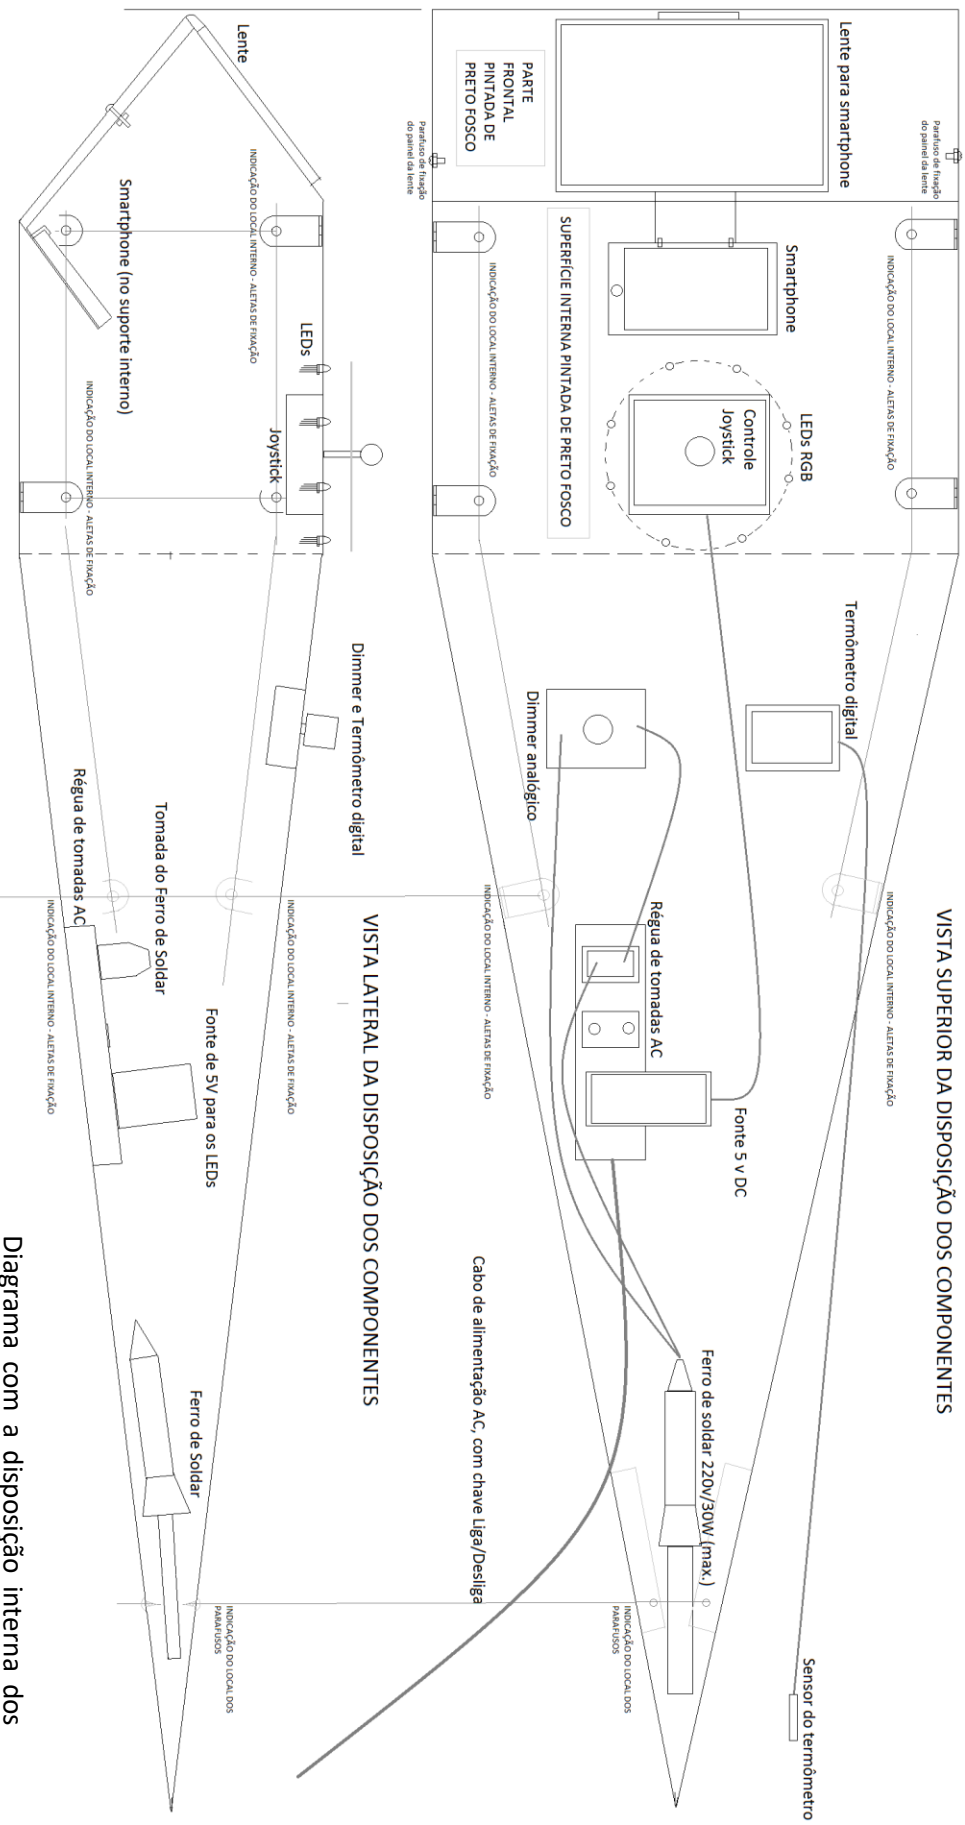 VISTA SUPERIOR DA DISPOSIÇÃO DOS COMPONENTES
Parafuso de fixação
do painel da lente
INDICAÇÃO DO LOCAL INTERNO - ALETAS DE FIXAÇÃO
INDICAÇÃO DO LOCAL INTERNO - ALETAS DE FIXAÇÃO
Lente para smartphone
Smartphone
LEDs RGB
Controle
Joystick
Termômetro digital
Sensor do termômetro
PARTE
FRONTAL
PINTADA DE
PRETO FOSCO
SUPERFÍCIE INTERNA PINTADA DE PRETO FOSCO
Dimmer analógico
Régua de tomadas AC
Fonte 5 v DC
Ferro de soldar 220v/30W (max.)
INDICAÇÃO DO LOCAL DOS
PARAFUSOS
Parafuso de fixação
do painel da lente
INDICAÇÃO DO LOCAL INTERNO - ALETAS DE FIXAÇÃO
INDICAÇÃO DO LOCAL INTERNO - ALETAS DE FIXAÇÃO
Cabo de alimentação AC, com chave Liga/Desliga
VISTA LATERAL DA DISPOSIÇÃO DOS COMPONENTES
Lente
INDICAÇÃO DO LOCAL INTERNO - ALETAS DE FIXAÇÃO
LEDs
Joystick
Dimmer e Termômetro digital
INDICAÇÃO DO LOCAL INTERNO - ALETAS DE FIXAÇÃO
Smartphone (no suporte interno)
INDICAÇÃO DO LOCAL INTERNO - ALETAS DE FIXAÇÃO
Régua de tomadas AC
Tomada do Ferro de Soldar
Fonte de 5V para os LEDs
INDICAÇÃO DO LOCAL INTERNO - ALETAS DE FIXAÇÃO
Ferro de Soldar
INDICAÇÃO DO LOCAL DOS
PARAFUSOS
Diagrama com a disposição interna dos